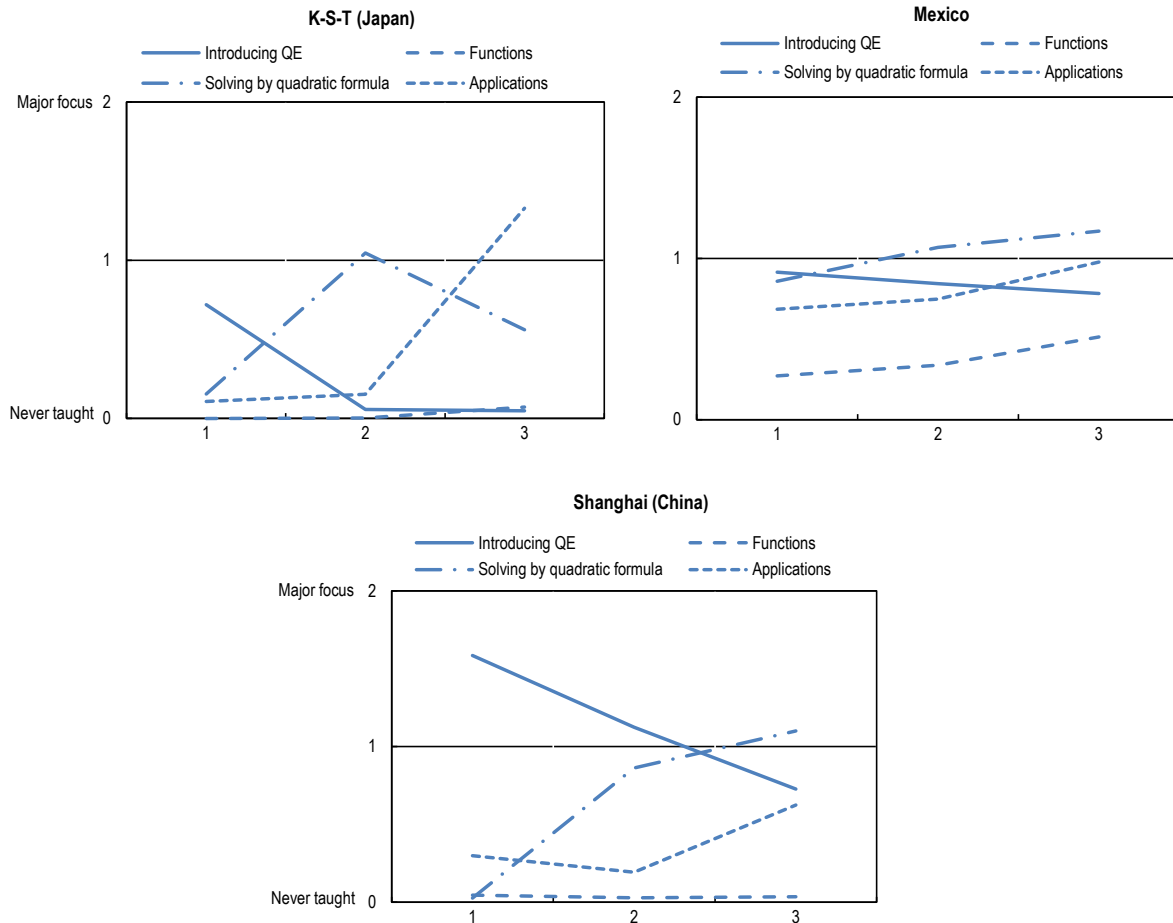 K-S-T (Japan)
Introducing QE
Functions
Solving by quadratic formula
Applications
Major focus
2
1
Never taught
0
1
2
3
Mexico
Introducing QE
Functions
Solving by quadratic formula
Applications
2
1
0
1
2
3
Shanghai (China)
Introducing QE
Functions
Solving by quadratic formula
Applications
Major focus
2
1
Never taught
0
1
2
3